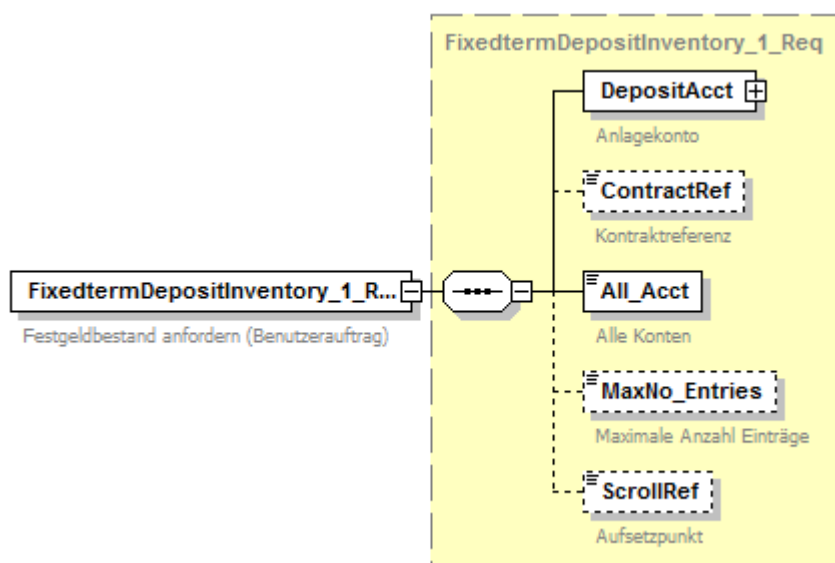 FixedtermDepositInventory_1_Req
DepositAcct
Anlagekonto
ContractRef
Kontraktreferenz
FixedtermDepositInventory_1_R...
Festgeldbestand anfordern (Benutzerauftrag)
All_Acct
Alle Konten
MaxNo_Entries
Maximale Anzahl Einträge
ScrollRef
Aufsetzpunkt